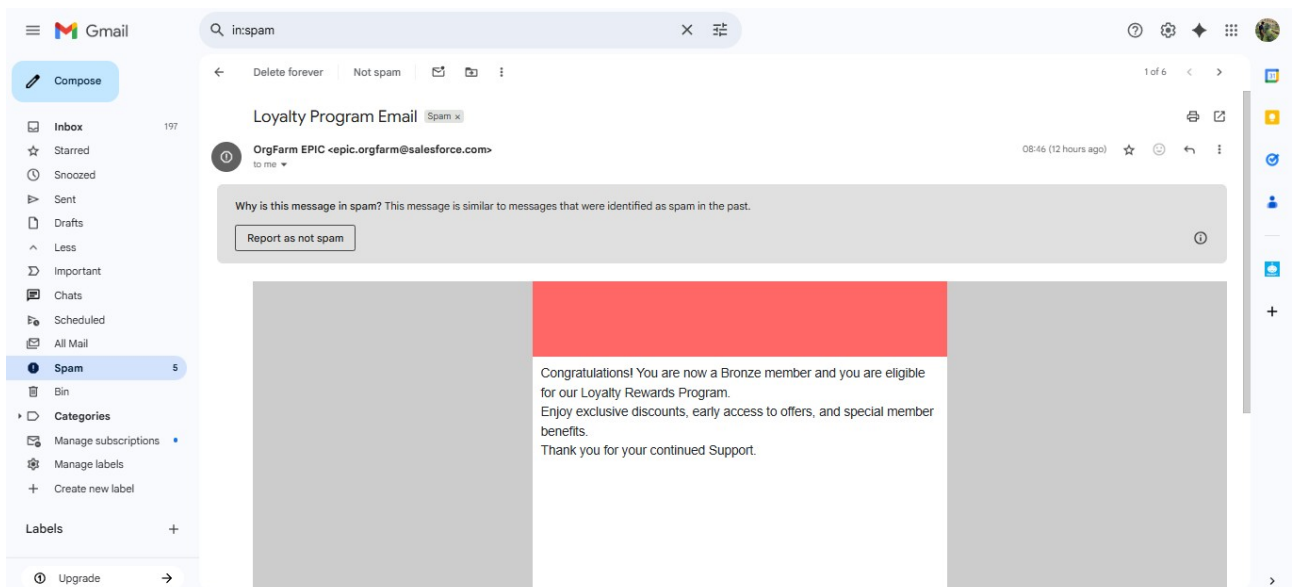 Gmail
in:spam
Compose
Delete forever
Not spam
1 of 6
Inbox 197
Starred
Snoozed
Sent
Drafts
Less
Important
Chats
Scheduled
All Mail
Spam 5
Bin
Categories
Manage subscriptions
Manage labels
Create new label
Labels
Upgrade
Loyalty Program Email Spam x
OrgFarm EPIC <epic.orgfarm@salesforce.com>
08:46 (12 hours ago)
to me
Why is this message in spam? This message is similar to messages that were identified as spam in the past.
Report as not spam
Congratulations! You are now a Bronze member and you are eligible
for our Loyalty Rewards Program.
Enjoy exclusive discounts, early access to offers, and special member
benefits.
Thank you for your continued Support.